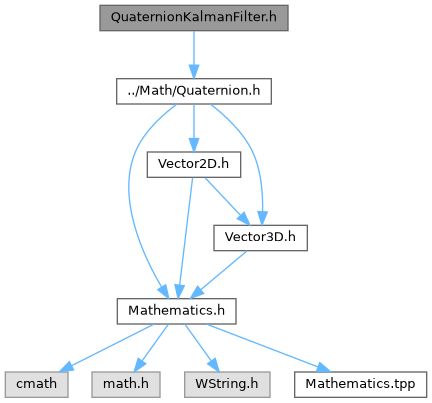 QuaternionKalmanFilter.h
../Math/Quaternion.h
Vector2D.h
Vector3D.h
Mathematics.h
cmath
math.h
WString.h
Mathematics.tpp